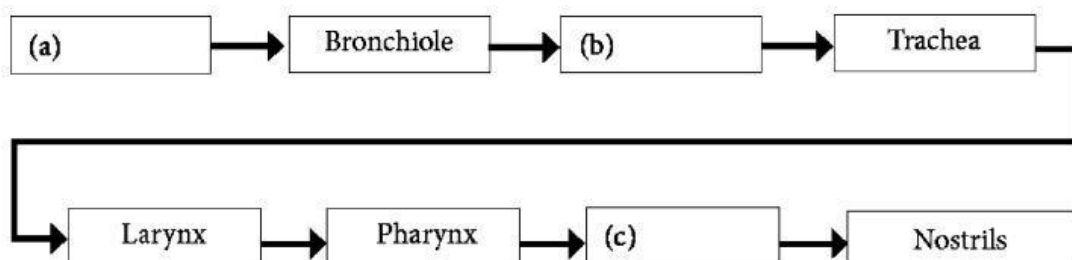 (a)
Bronchiole
(b)
Trachea
Larynx
Pharynx
(c)
Nostrils